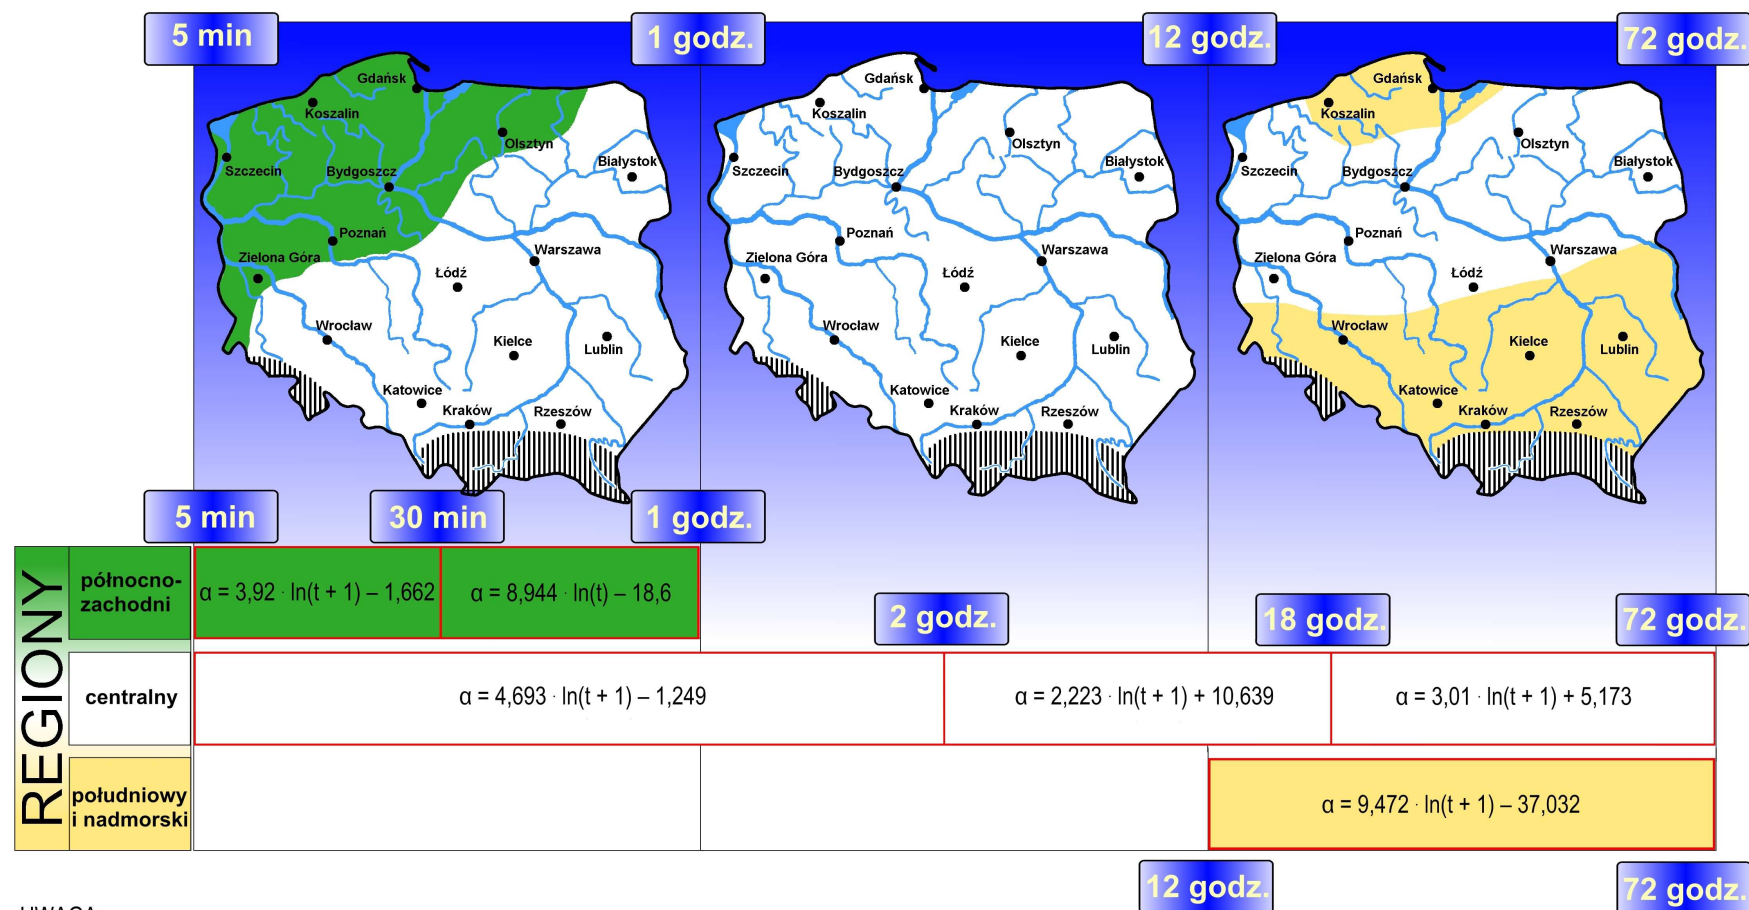 5 min
1 godz.
12 godz.
72 godz.
Gdańsk
Koszalin
Olsztyn
Białystok
Szczecin
Bydgoszcz
Poznań
Warszawa
Zielona Góra
Łódź
Wrocław
Kielce
Lublin
Katowice
Kraków
Rzeszów
Gdańsk
Koszalin
Olsztyn
Białystok
Szczecin
Bydgoszcz
Poznań
Warszawa
Zielona Góra
Łódź
Wrocław
Kielce
Lublin
Katowice
Kraków
Rzeszów
Gdańsk
Koszalin
Olsztyn
Białystok
Szczecin
Bydgoszcz
Poznań
Warszawa
Zielona Góra
Łódź
Wrocław
Kielce
Lublin
Katowice
Kraków
Rzeszów
5 min
30 min
1 godz.
REGIONY
północno-
zachodni
α = 3,92 · ln(t + 1) – 1,662
α = 8,944 · ln(t) – 18,6
2 godz.
18 godz.
72 godz.
centralny
α = 4,693 · ln(t + 1) – 1,249
α = 2,223 · ln(t + 1) + 10,639
α = 3,01 · ln(t + 1) + 5,173
południowy
i nadmorski
α = 9,472 · ln(t + 1) – 37,032
12 godz.
72 godz.